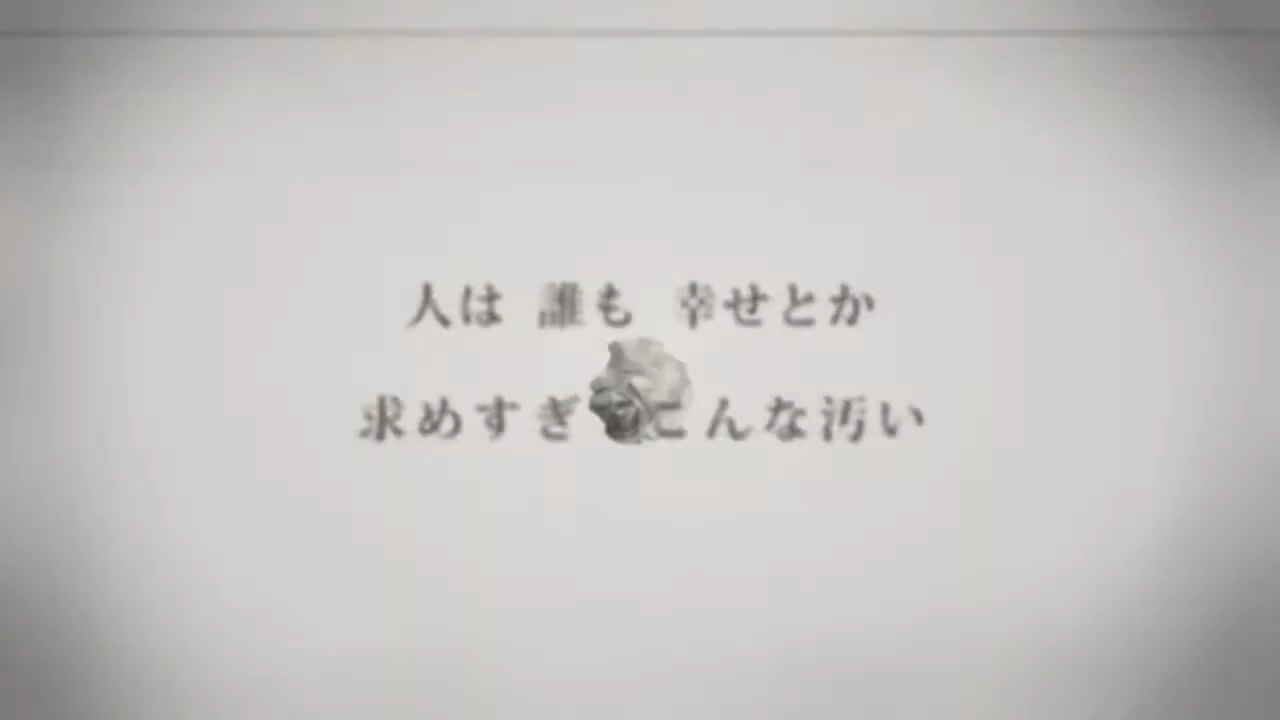 人は 誰も 幸せとか
求めすぎ こんな汚い